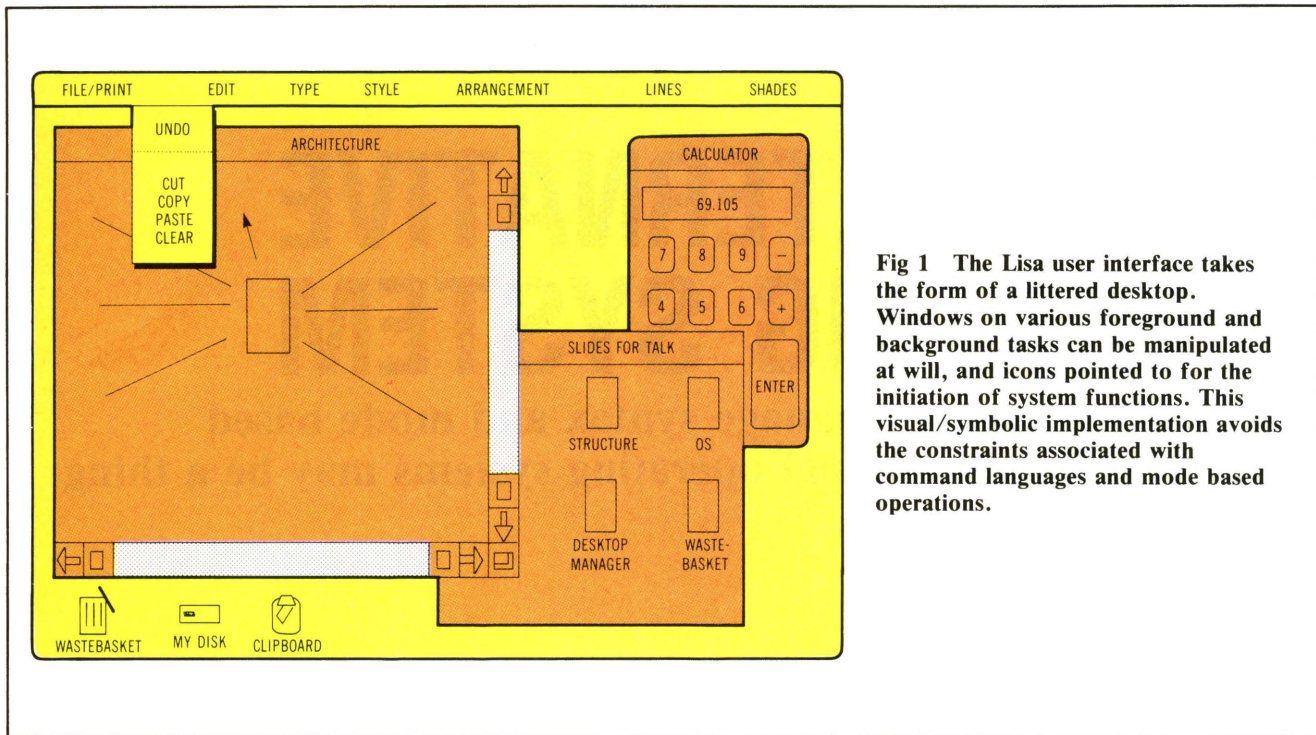 FILE/PRINT EDIT TYPE STYLE ARRANGEMENT LINES SHADES
UNDO
CUT
COPY
PASTE
CLEAR
ARCHITECTURE
CALCULATOR
69.105
7 8 9 −
4 5 6 +
ENTER
SLIDES FOR TALK
STRUCTURE OS
DESKTOP
MANAGER
WASTE-
BASKET
WASTEBASKET MY DISK CLIPBOARD
Fig 1 The Lisa user interface takes
the form of a littered desktop.
Windows on various foreground and
background tasks can be manipulated
at will, and icons pointed to for the
initiation of system functions. This
visual/symbolic implementation avoids
the constraints associated with
command languages and mode based
operations.